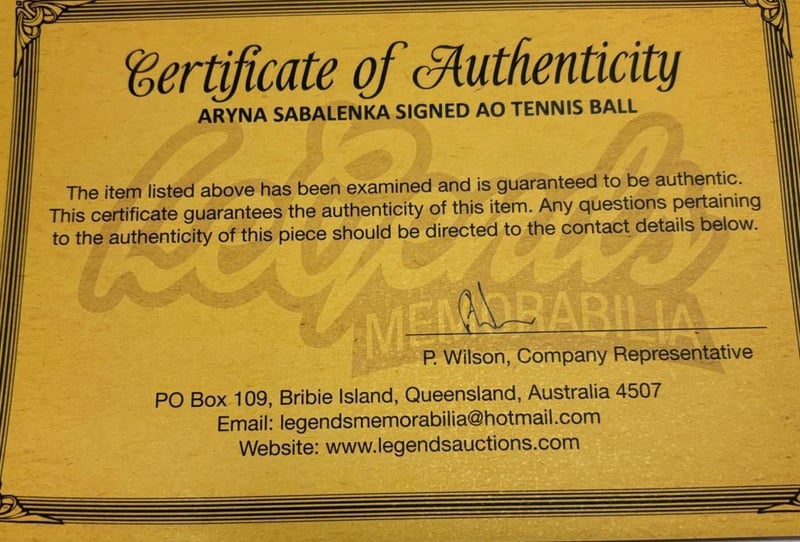 Certificate of Authenticity
ARYNA SABALENKA SIGNED AO TENNIS BALL
The item listed above has been examined and is guaranteed to be authentic.
This certificate guarantees the authenticity of this item. Any questions pertaining
to the authenticity of this piece should be directed to the contact details below.
Legends
MEMORABILIA
P. Wilson, Company Representative
PO Box 109, Bribie Island, Queensland, Australia 4507
Email: legendsmemorabilia@hotmail.com
Website: www.legendsauctions.com